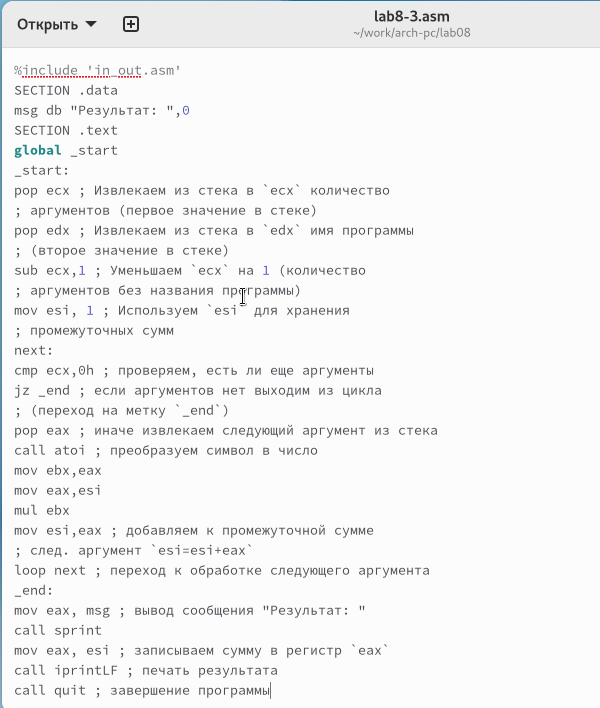 Открыть
lab8-3.asm
~/work/arch-pc/lab08
%include 'in_out.asm'
SECTION .data
msg db "Результат: ",0
SECTION .text
global _start
_start:
pop ecx ; Извлекаем из стека в `ecx` количество
; аргументов (первое значение в стеке)
pop edx ; Извлекаем из стека в `edx` имя программы
; (второе значение в стеке)
sub ecx,1 ; Уменьшаем `ecx` на 1 (количество
; аргументов без названия программы)
mov esi, 1 ; Используем `esi` для хранения
; промежуточных сумм
next:
cmp ecx,0h ; проверяем, есть ли еще аргументы
jz _end ; если аргументов нет выходим из цикла
; (переход на метку `_end`)
pop eax ; иначе извлекаем следующий аргумент из стека
call atoi ; преобразуем символ в число
mov ebx,eax
mov eax,esi
mul ebx
mov esi,eax ; добавляем к промежуточной сумме
; след. аргумент `esi=esi+eax`
loop next ; переход к обработке следующего аргумента
_end:
mov eax, msg ; вывод сообщения "Результат: "
call sprint
mov eax, esi ; записываем сумму в регистр `eax`
call iprintLF ; печать результата
call quit ; завершение программы